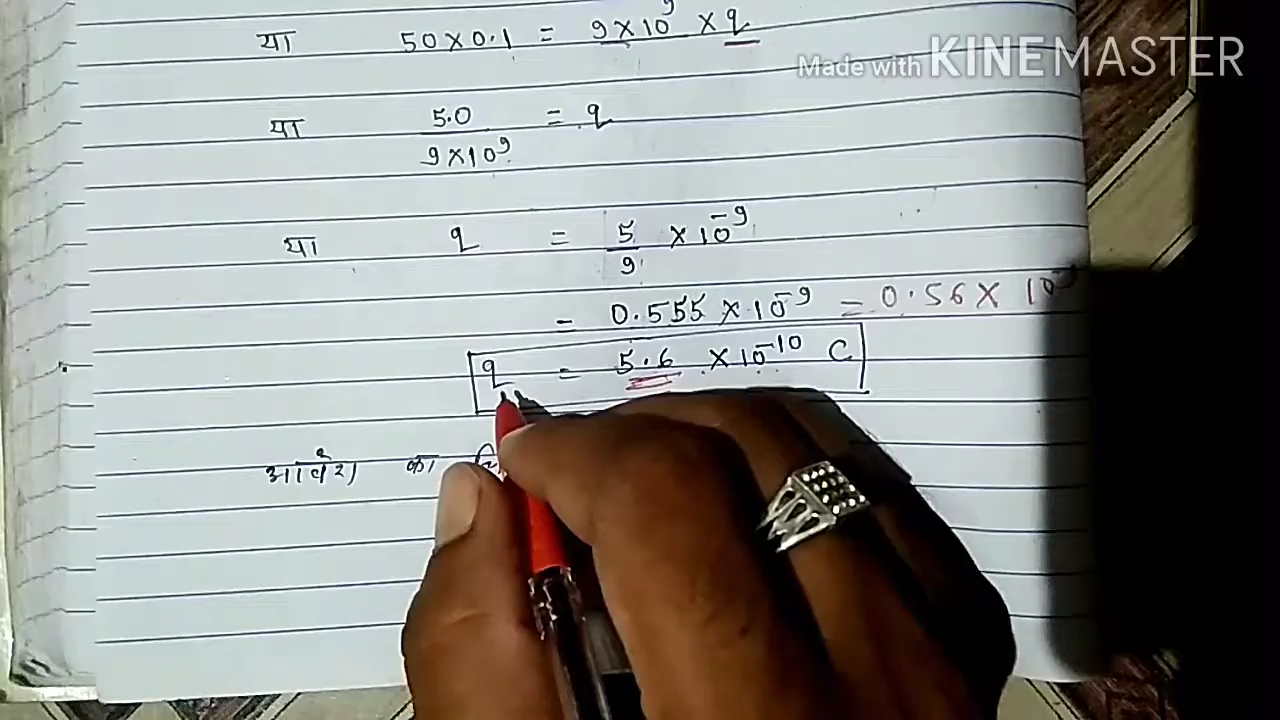 या 50 × 0.1 = 9 × 10⁹ × q
Made with KINEMASTER
या 5.0 / 9 × 10⁹ = q
या q = 5 / 9 × 10⁻⁹
= 0.555 × 10⁻⁹ = 0.56 × 10
q = 5.6 × 10⁻¹⁰ C
आवेश का